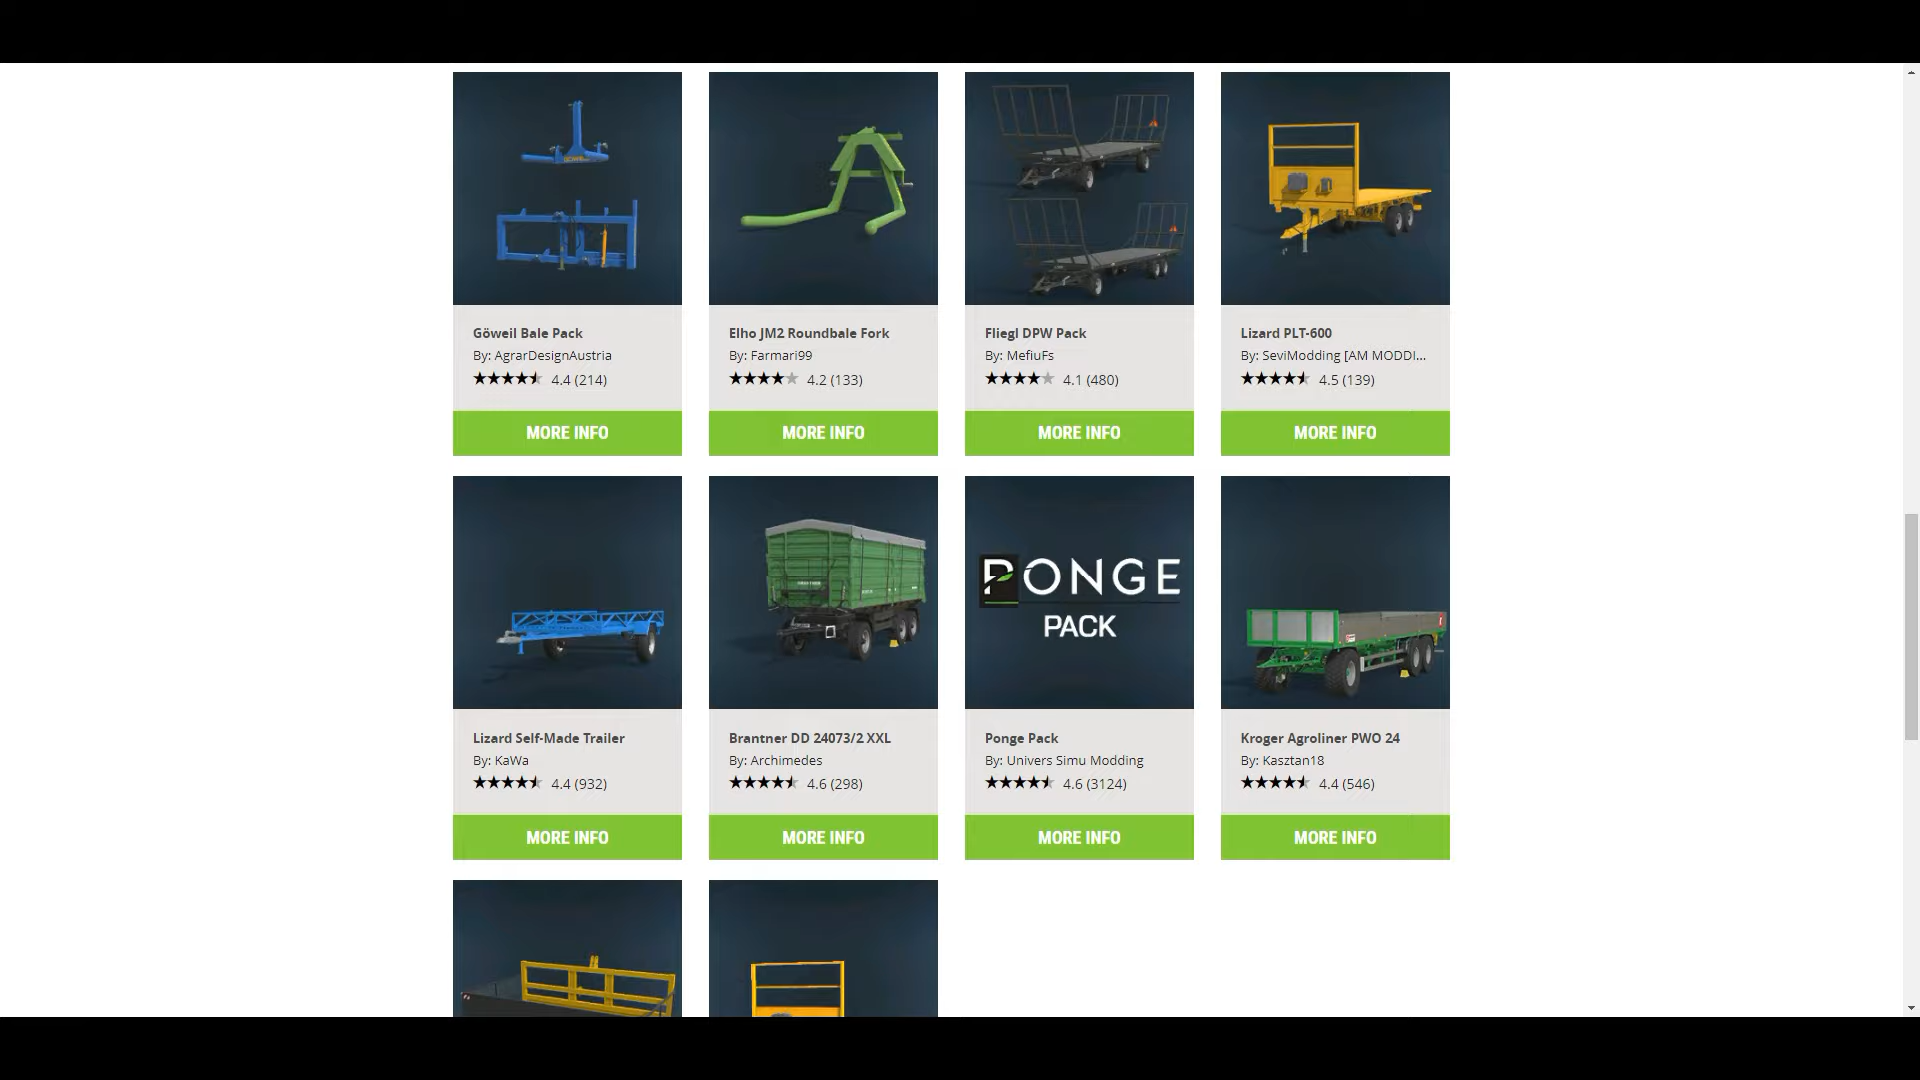 Göweil Bale Pack
By: AgrarDesignAustria
4.4 (214)
MORE INFO
Elho JM2 Roundbale Fork
By: Farmari99
4.2 (133)
MORE INFO
Fliegl DPW Pack
By: MefiuFs
4.1 (480)
MORE INFO
Lizard PLT-600
By: SeviModding [AM MODDI...
4.5 (139)
MORE INFO
Lizard Self-Made Trailer
By: KaWa
4.4 (932)
MORE INFO
Brantner DD 24073/2 XXL
By: Archimedes
4.6 (298)
MORE INFO
PONGE
PACK
Ponge Pack
By: Univers Simu Modding
4.6 (3124)
MORE INFO
Kroger Agroliner PWO 24
By: Kasztan18
4.4 (546)
MORE INFO